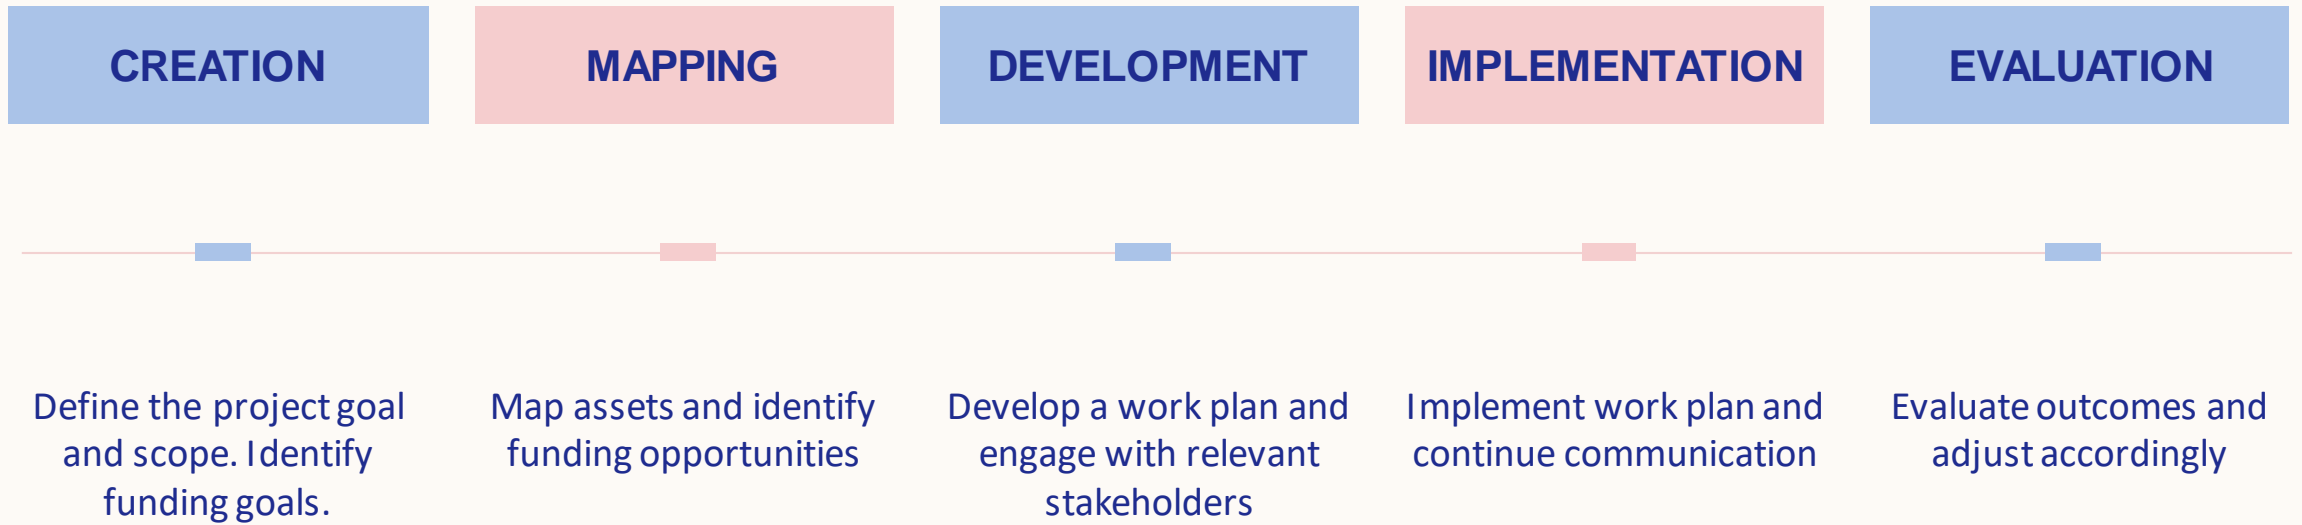 CREATION
MAPPING
DEVELOPMENT
IMPLEMENTATION
EVALUATION
Define the project goal
and scope. Identify
funding goals.
Map assets and identify
funding opportunities
Develop a work plan and
engage with relevant
stakeholders
Implement work plan and
continue communication
Evaluate outcomes and
adjust accordingly